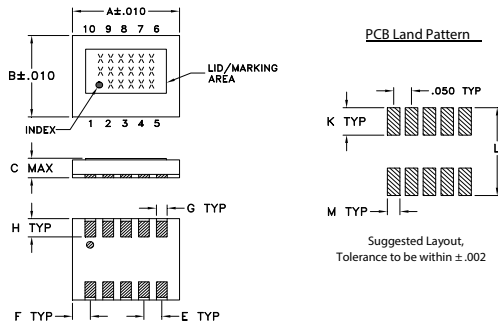 A±.010
10 9 8 7 6
B±.010
LID/MARKING
AREA
INDEX
1 2 3 4 5
C MAX
G TYP
H TYP
F TYP
E TYP
PCB Land Pattern
.050 TYP
K TYP
L
M TYP
Suggested Layout,
Tolerance to be within ±.002